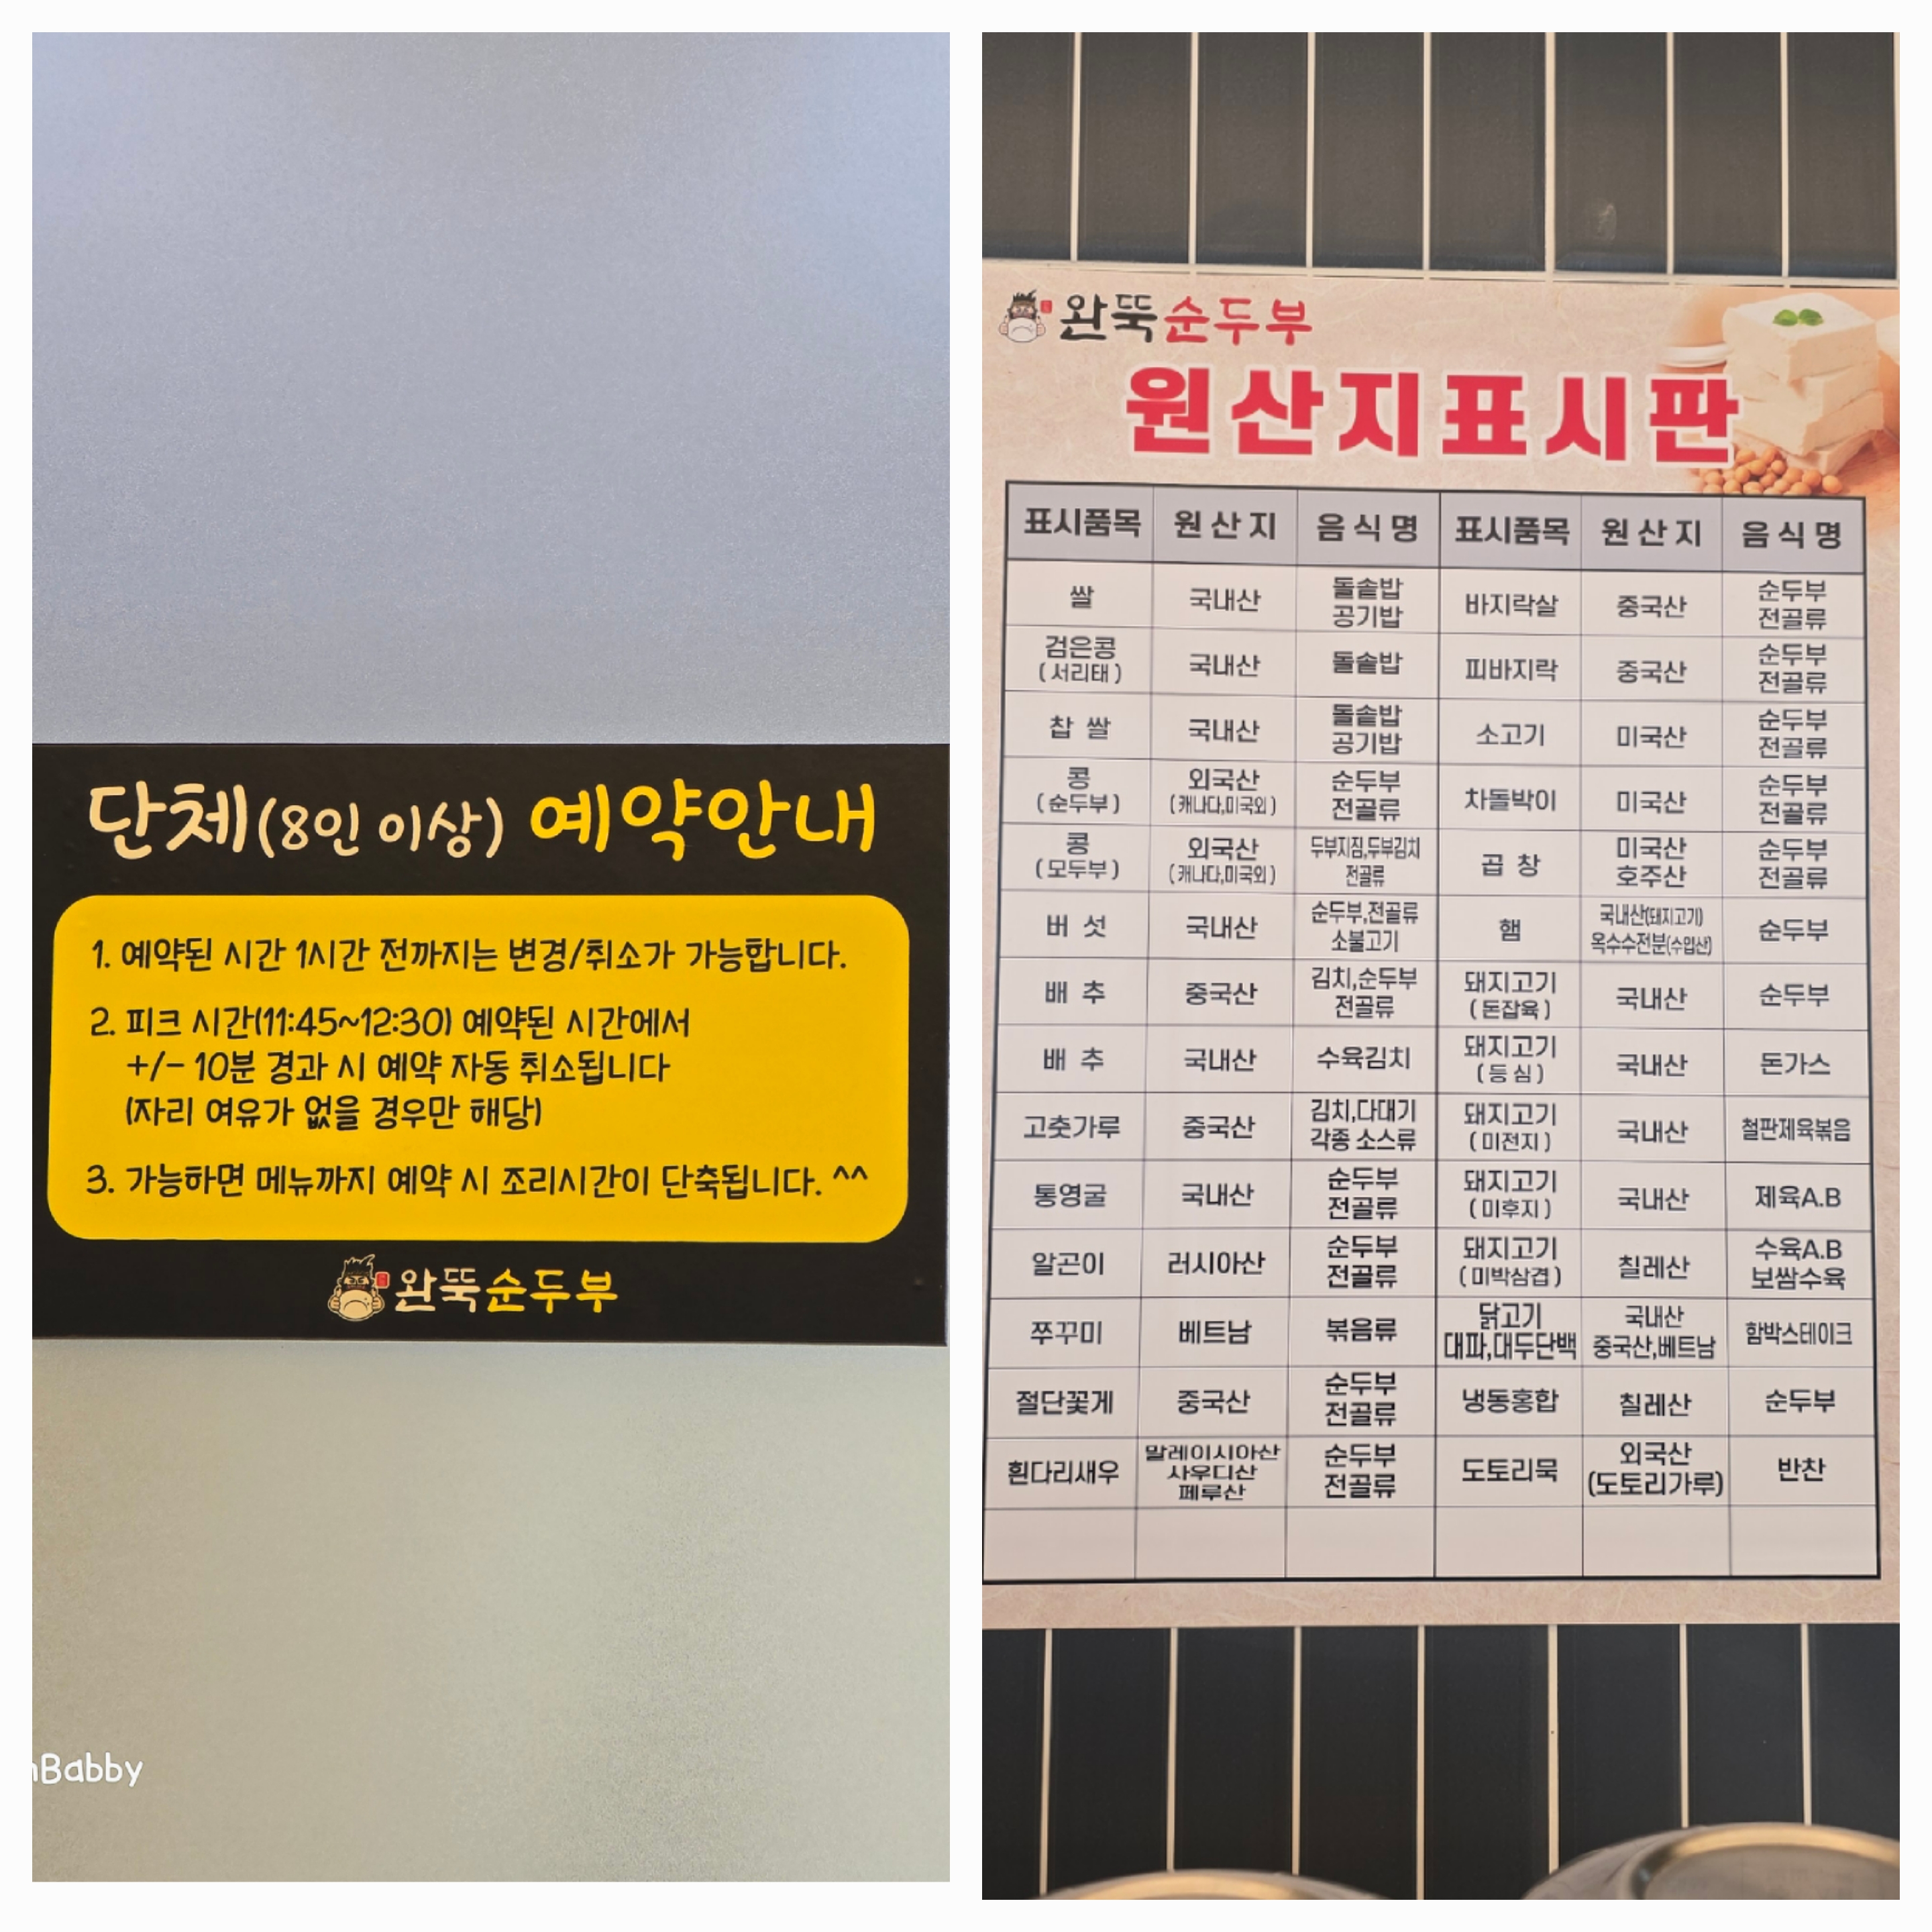 단체(8인 이상) 예약안내
1. 예약된 시간 1시간 전까지는 변경/취소가 가능합니다.
2. 피크 시간(11:45~12:30) 예약된 시간에서
+/- 10분 경과 시 예약 자동 취소됩니다
(자리 여유가 없을 경우만 해당)
3. 가능하면 메뉴까지 예약 시 조리시간이 단축됩니다. ^^
완뚝순두부
nBabby
완뚝순두부
원산지표시판
표시품목 원산지 음식명 표시품목 원산지 음식명
쌀 국내산 돌솥밥 공기밥 바지락살 중국산 순두부 전골류
검은콩 (서리태) 국내산 돌솥밥 피바지락 중국산 순두부 전골류
찹쌀 국내산 돌솥밥 공기밥 소고기 미국산 순두부 전골류
콩 (순두부) 외국산 (캐나다,미국외) 순두부 전골류 차돌박이 미국산 순두부 전골류
콩 (모두부) 외국산 (캐나다,미국외) 두부지짐,두부김치 전골류 곱창 미국산 호주산 순두부 전골류
버섯 국내산 순두부,전골류 소불고기 햄 국내산(돼지고기) 옥수수전분(수입산) 순두부
배추 중국산 김치,순두부 전골류 돼지고기 (돈잡육) 국내산 순두부
배추 국내산 수육김치 돼지고기 (등심) 국내산 돈가스
고춧가루 중국산 김치,다대기 각종 소스류 돼지고기 (미전지) 국내산 철판제육볶음
통영굴 국내산 순두부 전골류 돼지고기 (미후지) 국내산 제육A.B
알곤이 러시아산 순두부 전골류 돼지고기 (미박삼겹) 칠레산 수육A.B 보쌈수육
쭈꾸미 베트남 볶음류 닭고기 대파,대두단백 국내산 중국산,베트남 함박스테이크
절단꽃게 중국산 순두부 전골류 냉동홍합 칠레산 순두부
흰다리새우 말레이시아산 사우디산 페루산 순두부 전골류 도토리묵 외국산 (도토리가루) 반찬